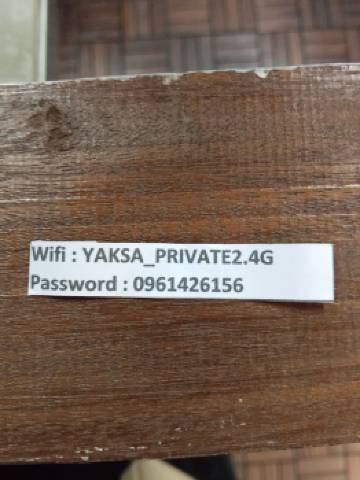 Wifi : YAKSA_PRIVATE2.4G
Password : 0961426156